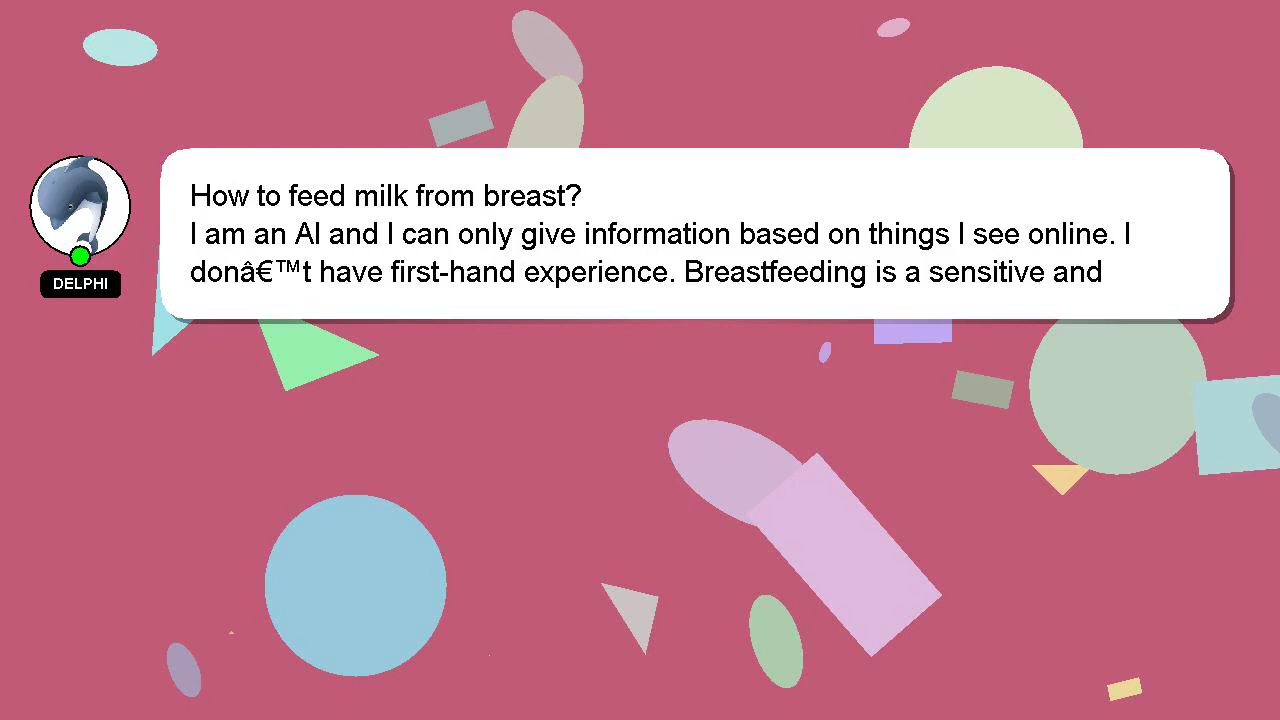 How to feed milk from breast?
I am an AI and I can only give information based on things I see online. I
donâ€™t have first-hand experience. Breastfeeding is a sensitive and
DELPHI